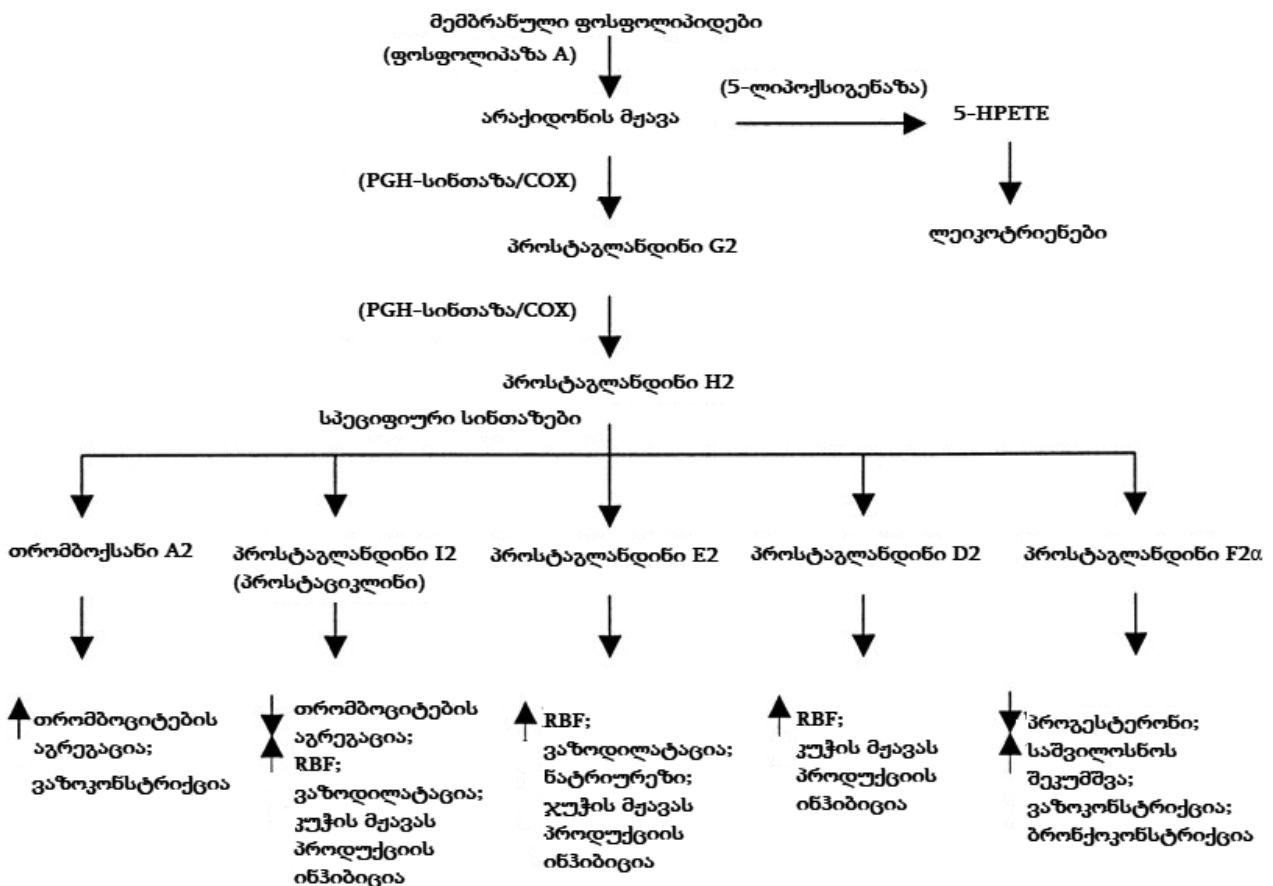 მემბრანული ფოსფოლიპიდები
(ფოსფოლიპაზა A)
(5-ლიპოქსიგენაზა)
არაქიდონის მჟავა
5-HPETE
(PGH-სინთაზა/COX)
ლეიკოტრიენები
პროსტაგლანდინი G2
(PGH-სინთაზა/COX)
პროსტაგლანდინი H2
სპეციფიური სინთაზები
თრომბოქსანი A2
პროსტაგლანდინი I2
(პროსტაციკლინი)
პროსტაგლანდინი E2
პროსტაგლანდინი D2
პროსტაგლანდინი F2α
თრომბოციტების
აგრეგაცია;
ვაზოკონსტრიქცია
თრომბოციტების
აგრეგაცია;
RBF;
ვაზოდილატაცია;
კუჭის მჟავას
პროდუქციის
ინჰიბიცია
RBF;
ვაზოდილატაცია;
ნატრიურეზი;
ჯუჭის მჟავას
პროდუქციის
ინჰიბიცია
RBF;
კუჭის მჟავას
პროდუქციის
ინჰიბიცია
პროგესტერონი;
საშვილოსნოს
შეკუმშვა;
ვაზოკონსტრიქცია;
ბრონქოკონსტრიქცია